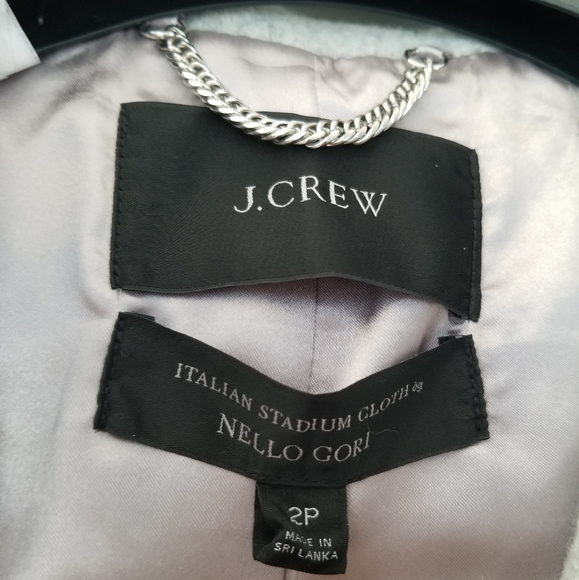 J.CREW
ITALIAN STADIUM CLOTH by
NELLO GORI
2P
MADE IN
SRI LANKA